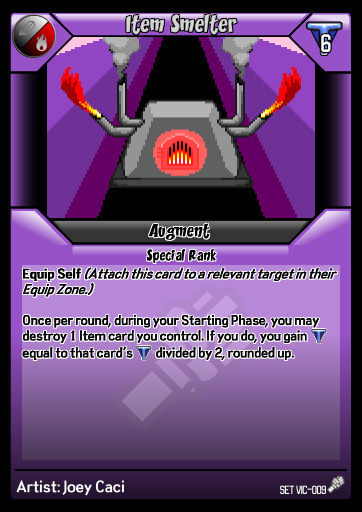 Item Smelter
6
Augment
Special Rank
Equip Self (Attach this card to a relevant target in their
Equip Zone.)
Once per round, during your Starting Phase, you may
destroy 1 Item card you control. If you do, you gain
equal to that card's divided by 2, rounded up.
Artist: Joey Caci
SET VIC-009